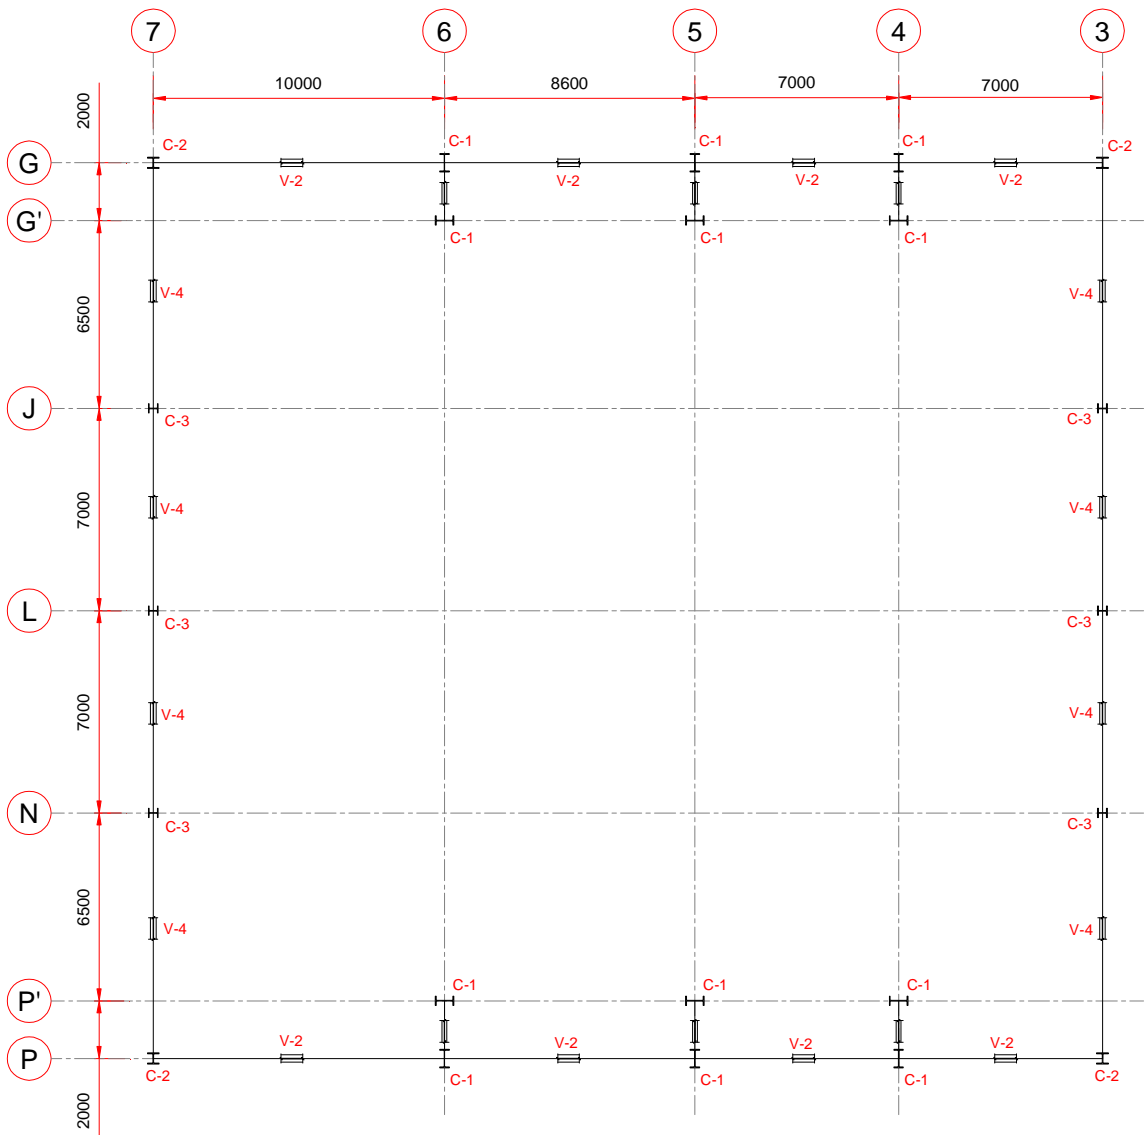 7 6 5 4 3
10000 8600 7000 7000
2000
C-2 C-1 C-1 C-1 C-2
G
V-2 V-2 V-2 V-2
G'
C-1 C-1 C-1
6500
V-4 V-4
J
C-3 C-3
7000
V-4 V-4
L
C-3 C-3
7000
V-4 V-4
N
C-3 C-3
6500
V-4 V-4
P'
C-1 C-1 C-1
V-2 V-2 V-2 V-2
P
C-2 C-1 C-1 C-1 C-2
2000